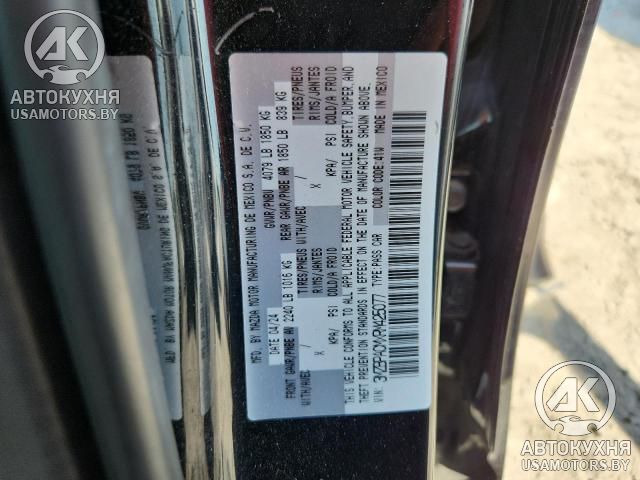 АК
АВТОКУХНЯ
USAMOTORS.BY
MFD. BY MAZDA MOTOR MANUFACTURING DE MEXICO S.A. DE C.V.
DATE 04/24 GVWR/PNBV 4079 LB 1850 KG
FRONT GAWR/PNBE AV 2240 LB 1016 KG REAR GAWR/PNBE AR 1850 LB 839 KG
TIRES/PNEUS TIRES/PNEUS
WITH/AVEC / X RIMS/JANTES WITH/AVEC / X RIMS/JANTES
KPA/ PSI COLD/A FROID KPA/ PSI COLD/A FROID
THIS VEHICLE CONFORMS TO ALL APPLICABLE FEDERAL MOTOR VEHICLE SAFETY, BUMPER, AND
THEFT PREVENTION STANDARDS IN EFFECT ON THE DATE OF MANUFACTURE SHOWN ABOVE.
COLOR CODE: 41W MADE IN MEXICO
VIN: TYPE: PASS CAR
АК
АВТОКУХНЯ
USAMOTORS.BY